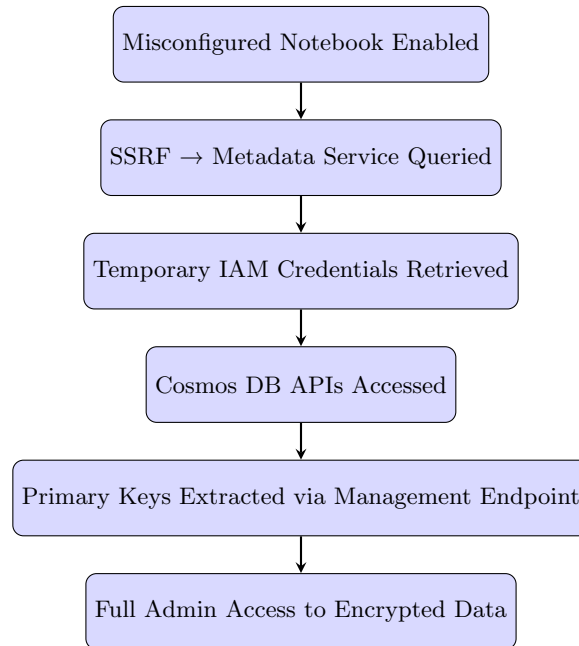 Misconfigured Notebook Enabled
SSRF → Metadata Service Queried
Temporary IAM Credentials Retrieved
Cosmos DB APIs Accessed
Primary Keys Extracted via Management Endpoint
Full Admin Access to Encrypted Data